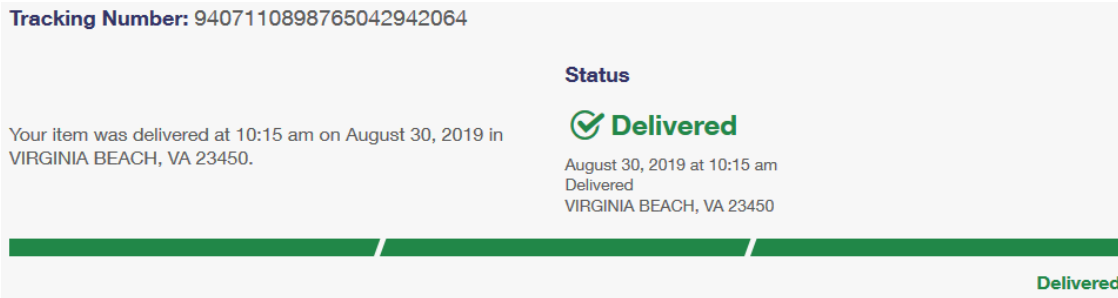 Tracking Number: 9407110898765042942064
Status
Delivered
Your item was delivered at 10:15 am on August 30, 2019 in
VIRGINIA BEACH, VA 23450.
August 30, 2019 at 10:15 am
Delivered
VIRGINIA BEACH, VA 23450
Delivered